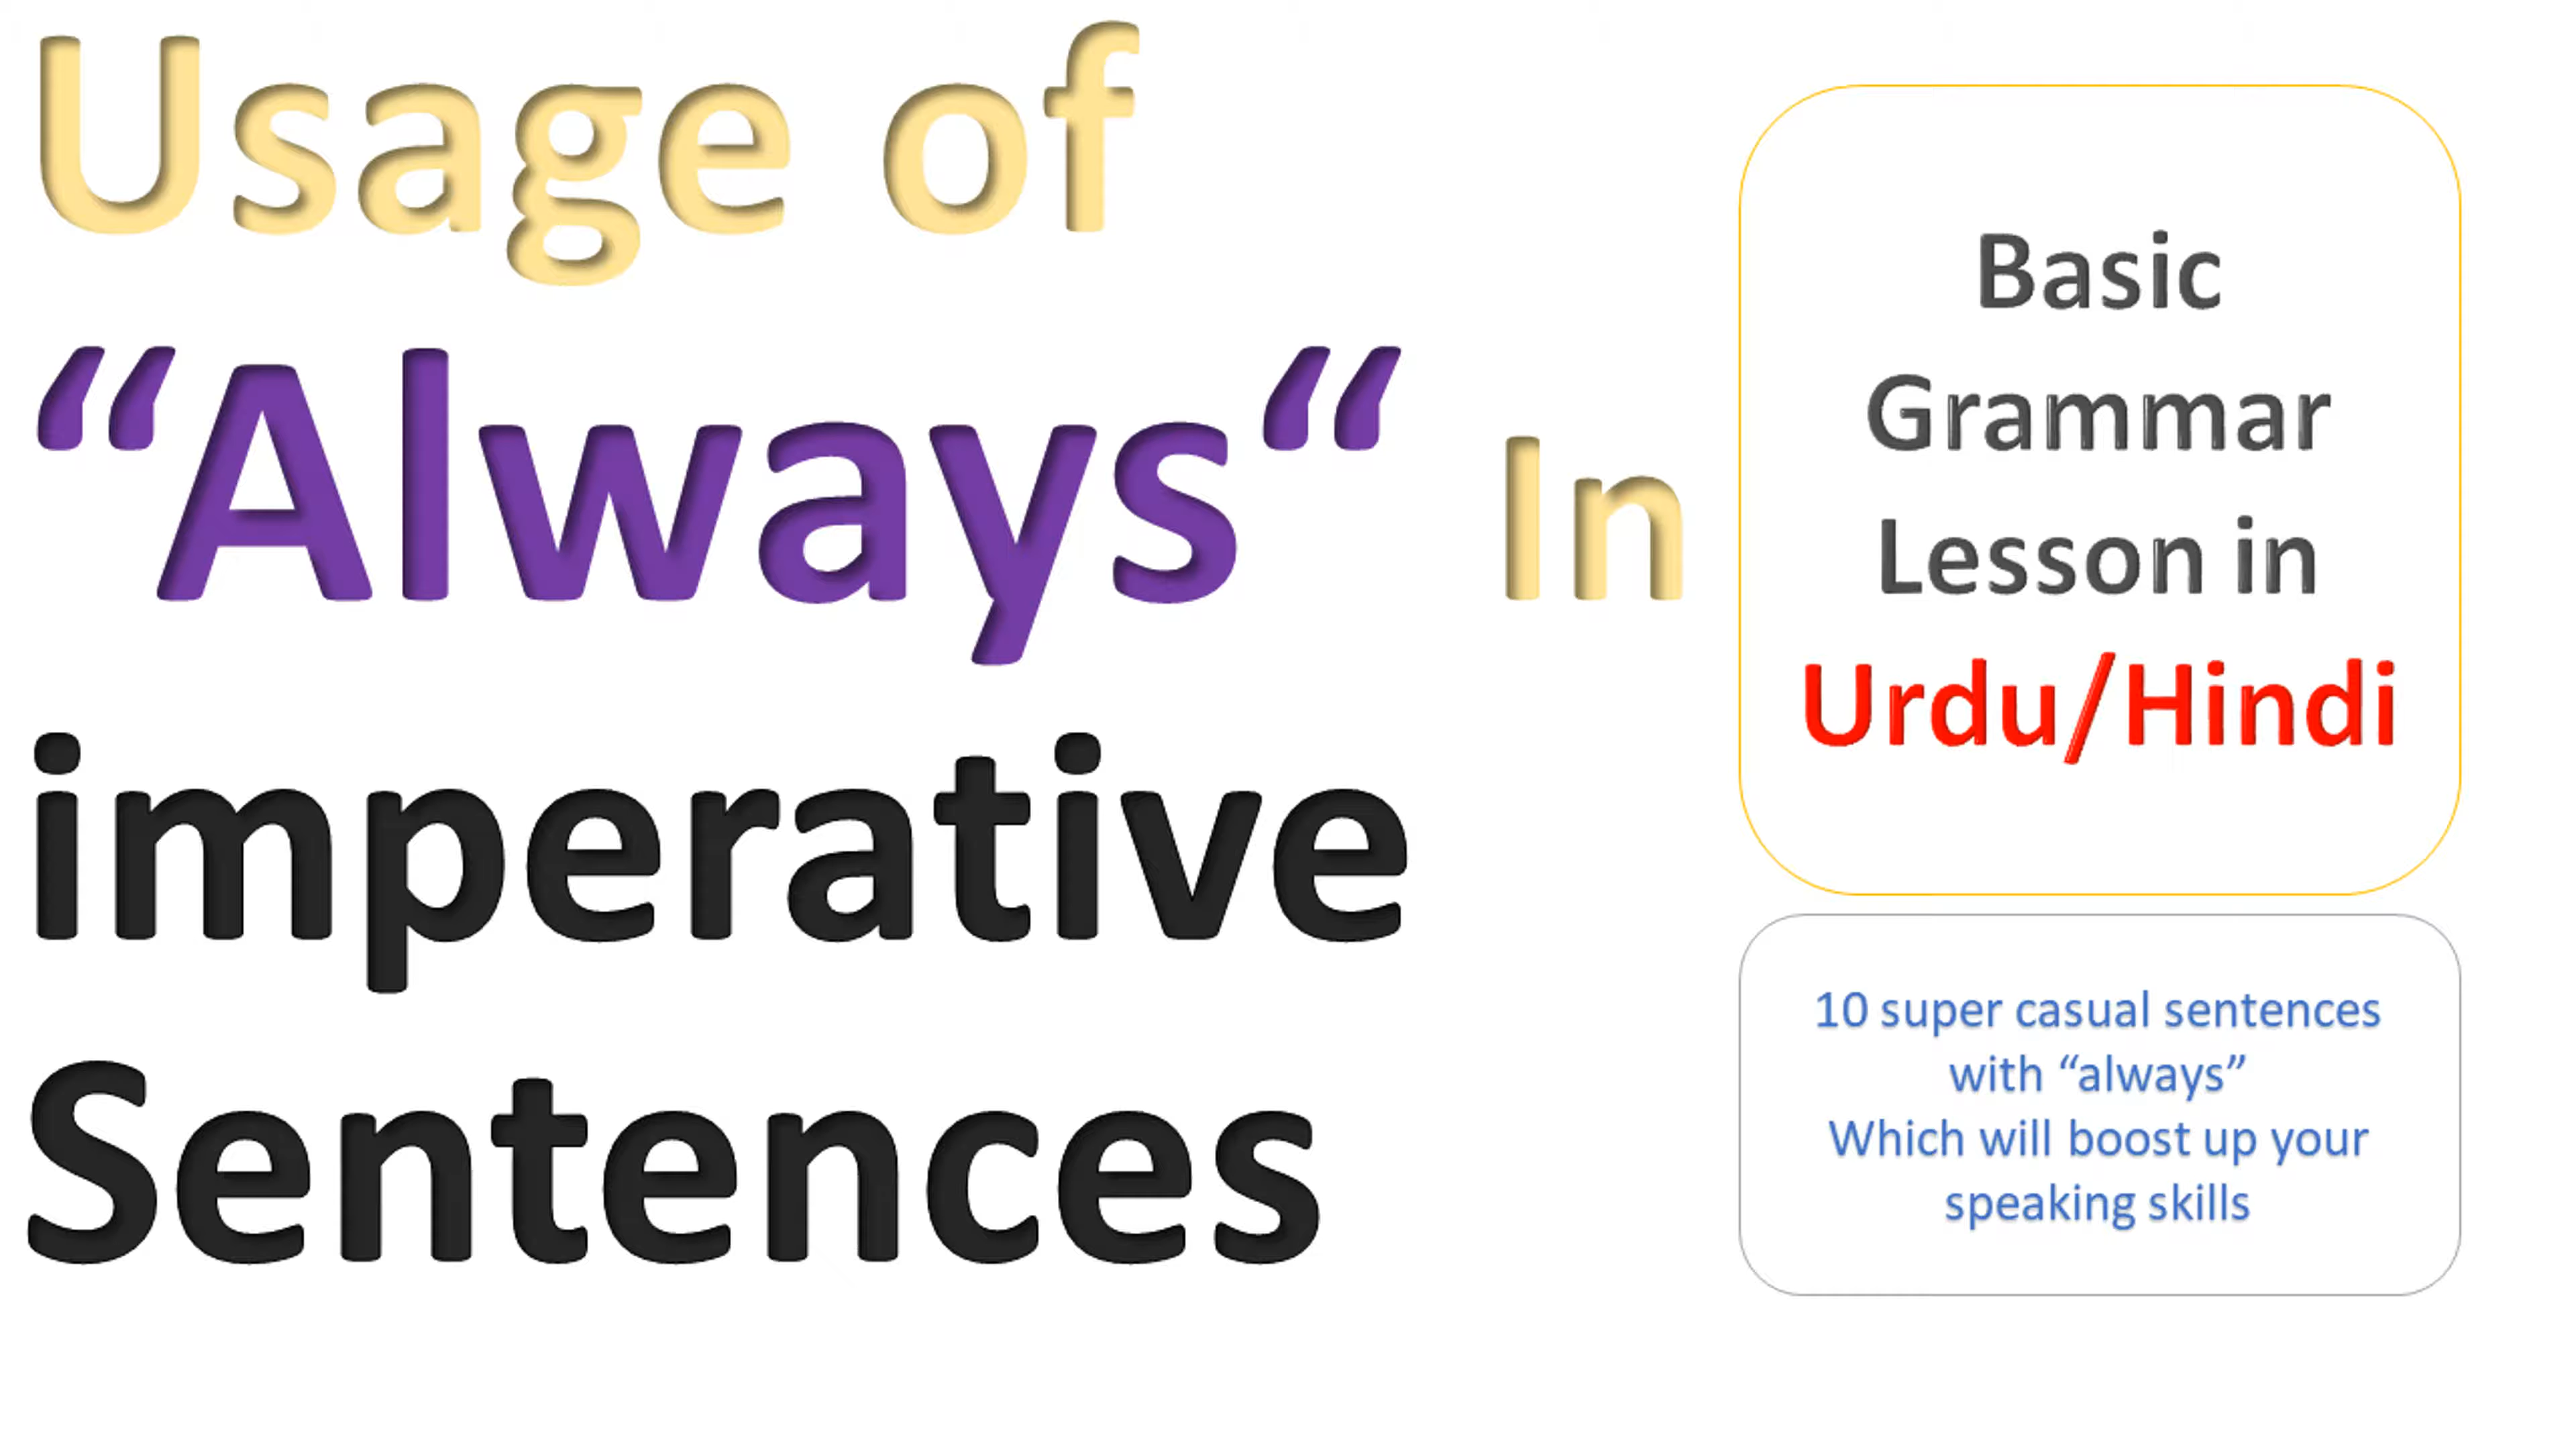 Usage of
“Always“ In
imperative
Sentences
Basic
Grammar
Lesson in
Urdu/Hindi
10 super casual sentences
with “always”
Which will boost up your
speaking skills